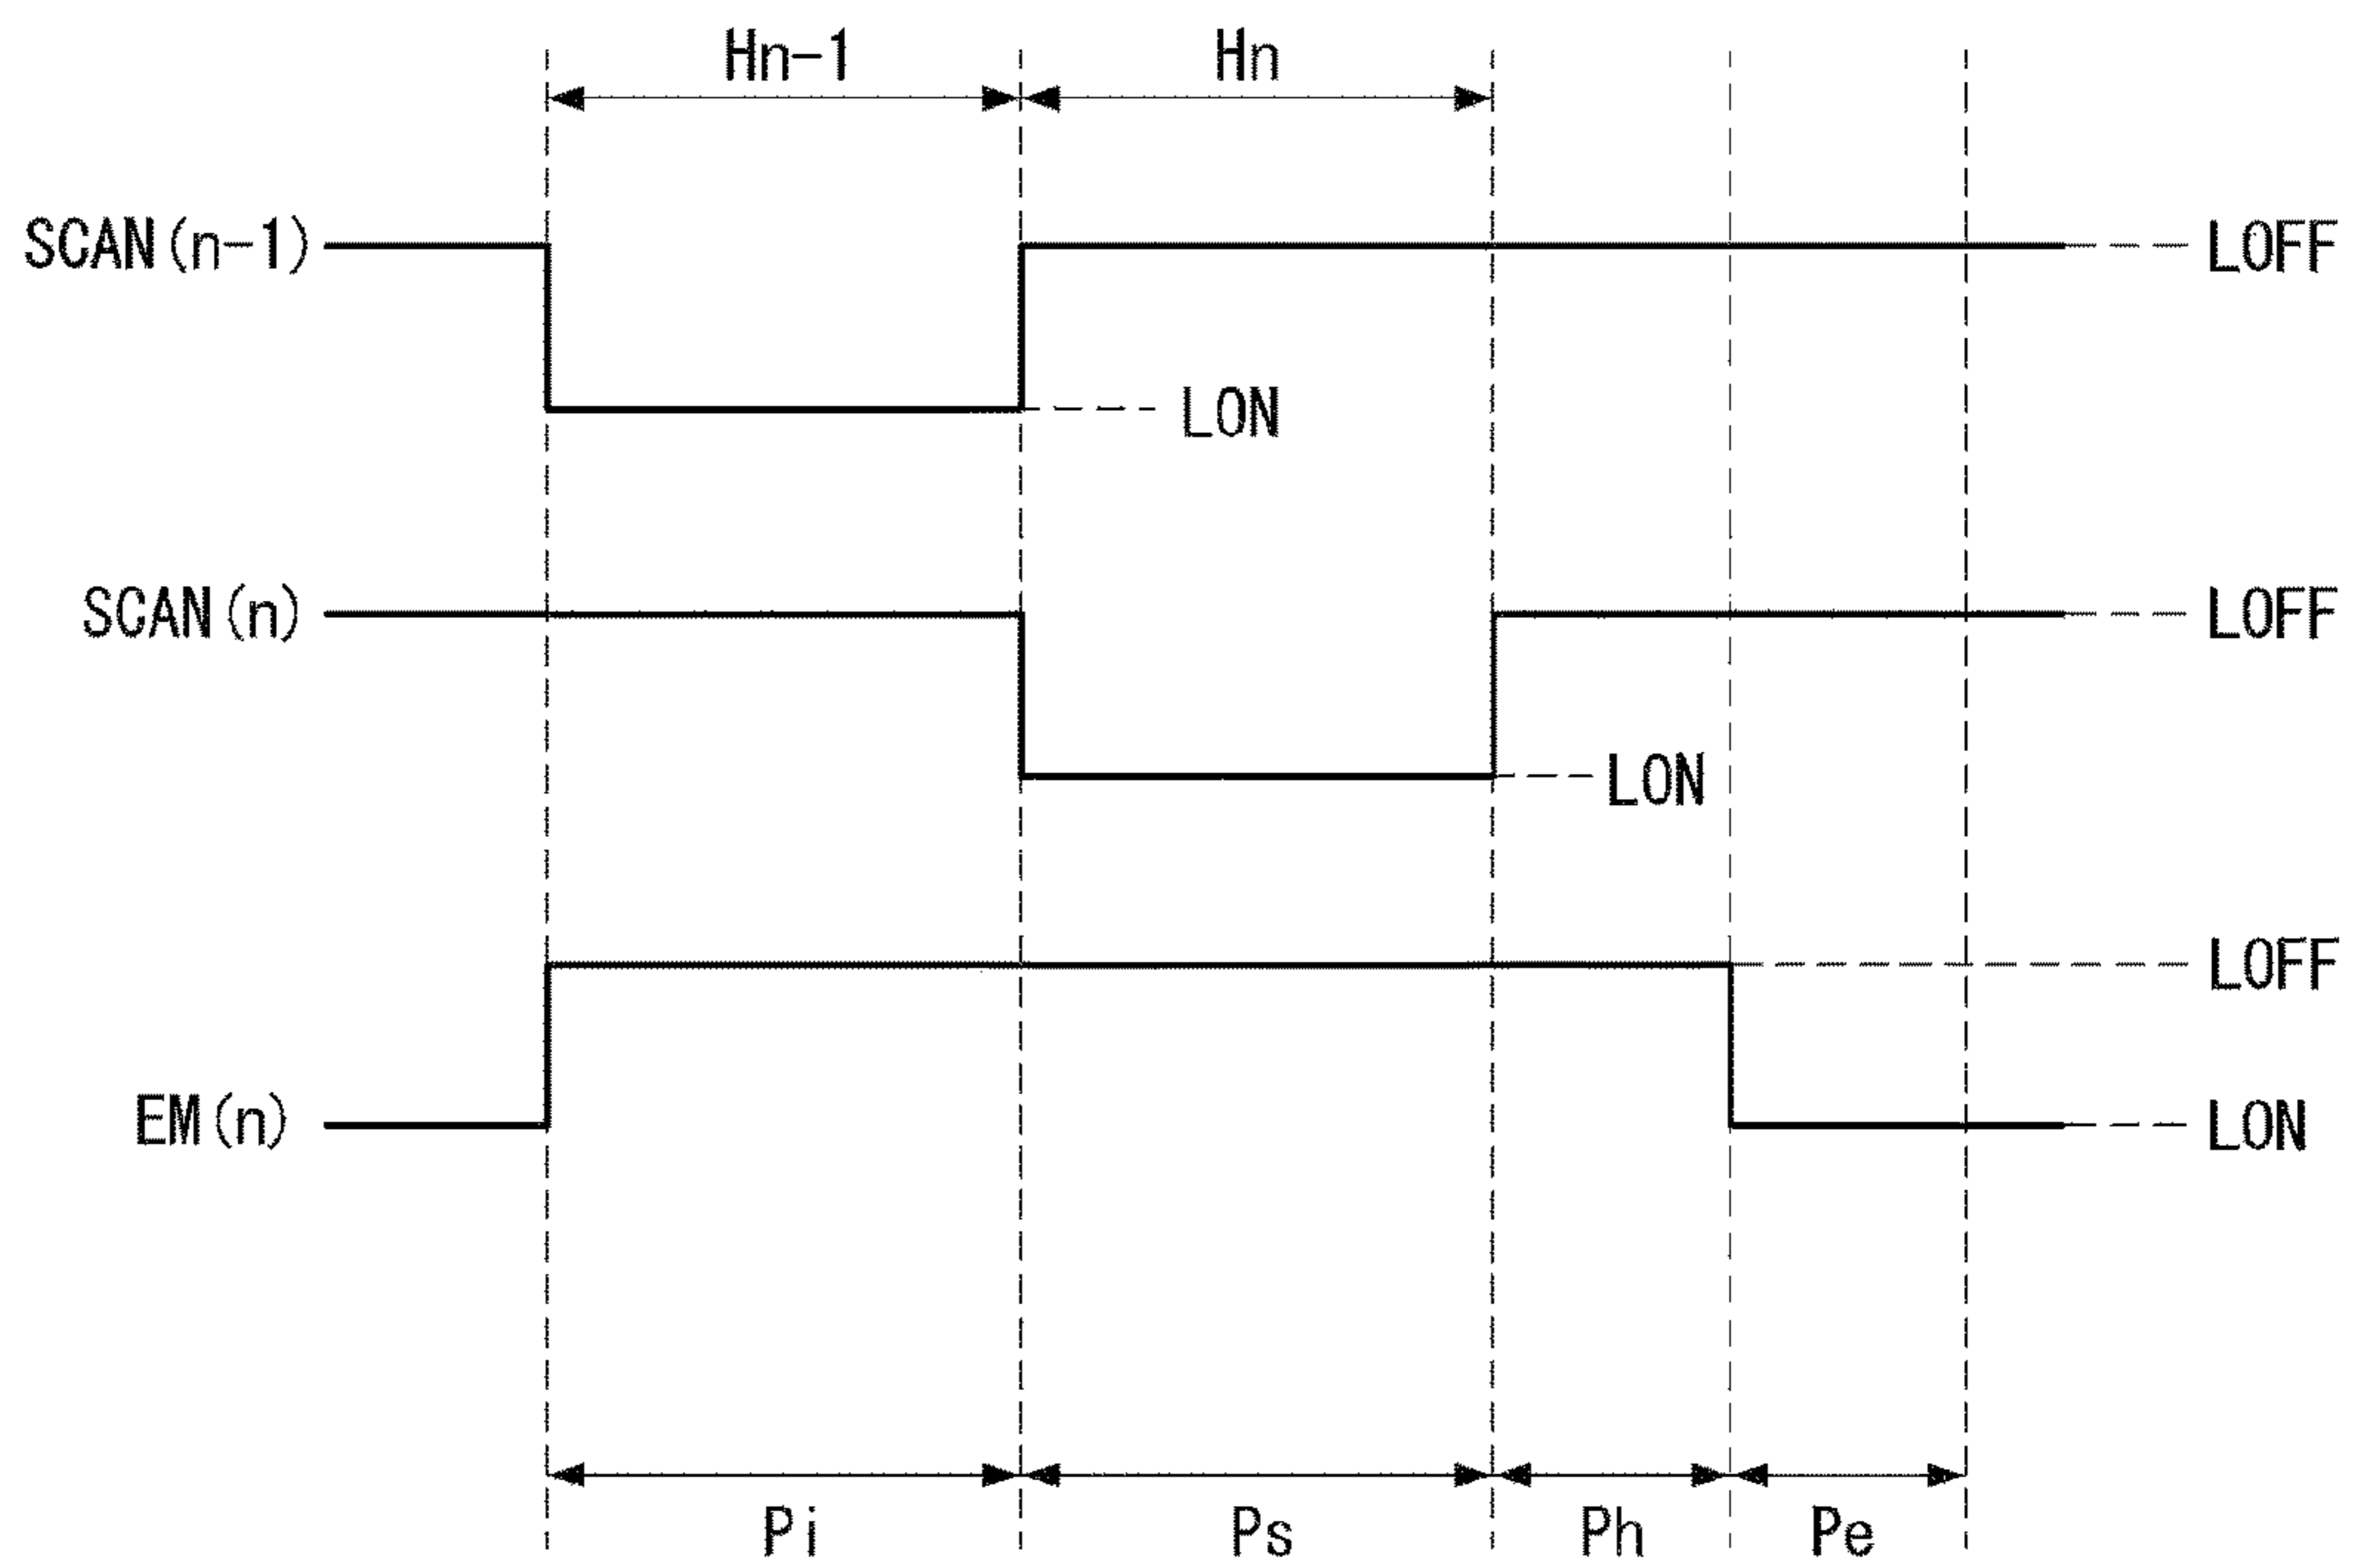 Hn-1 Hn
SCAN(n-1) LOFF
LON
SCAN(n) LOFF
LON
LOFF
EM(n) LON
Pi Ps Ph Pe